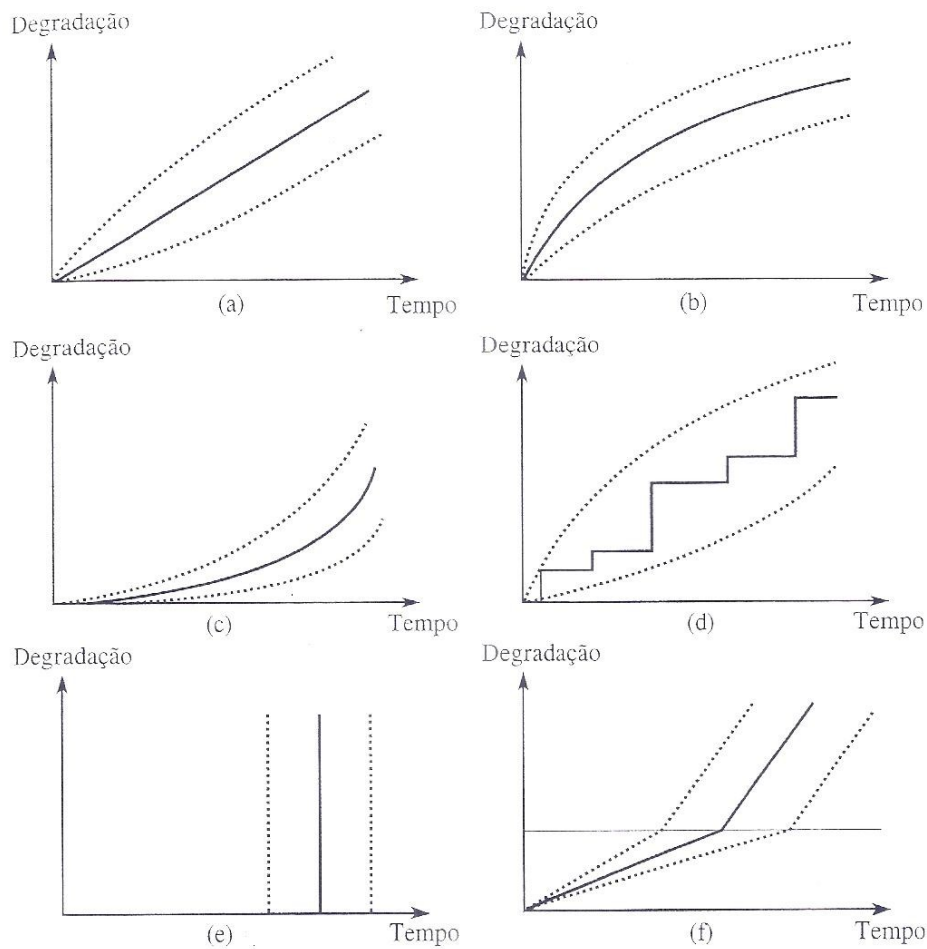 Degradação
Degradação
(a)
Tempo
(b)
Tempo
Degradação
Degradação
(c)
Tempo
(d)
Tempo
Degradação
Degradação
(e)
Tempo
(f)
Tempo